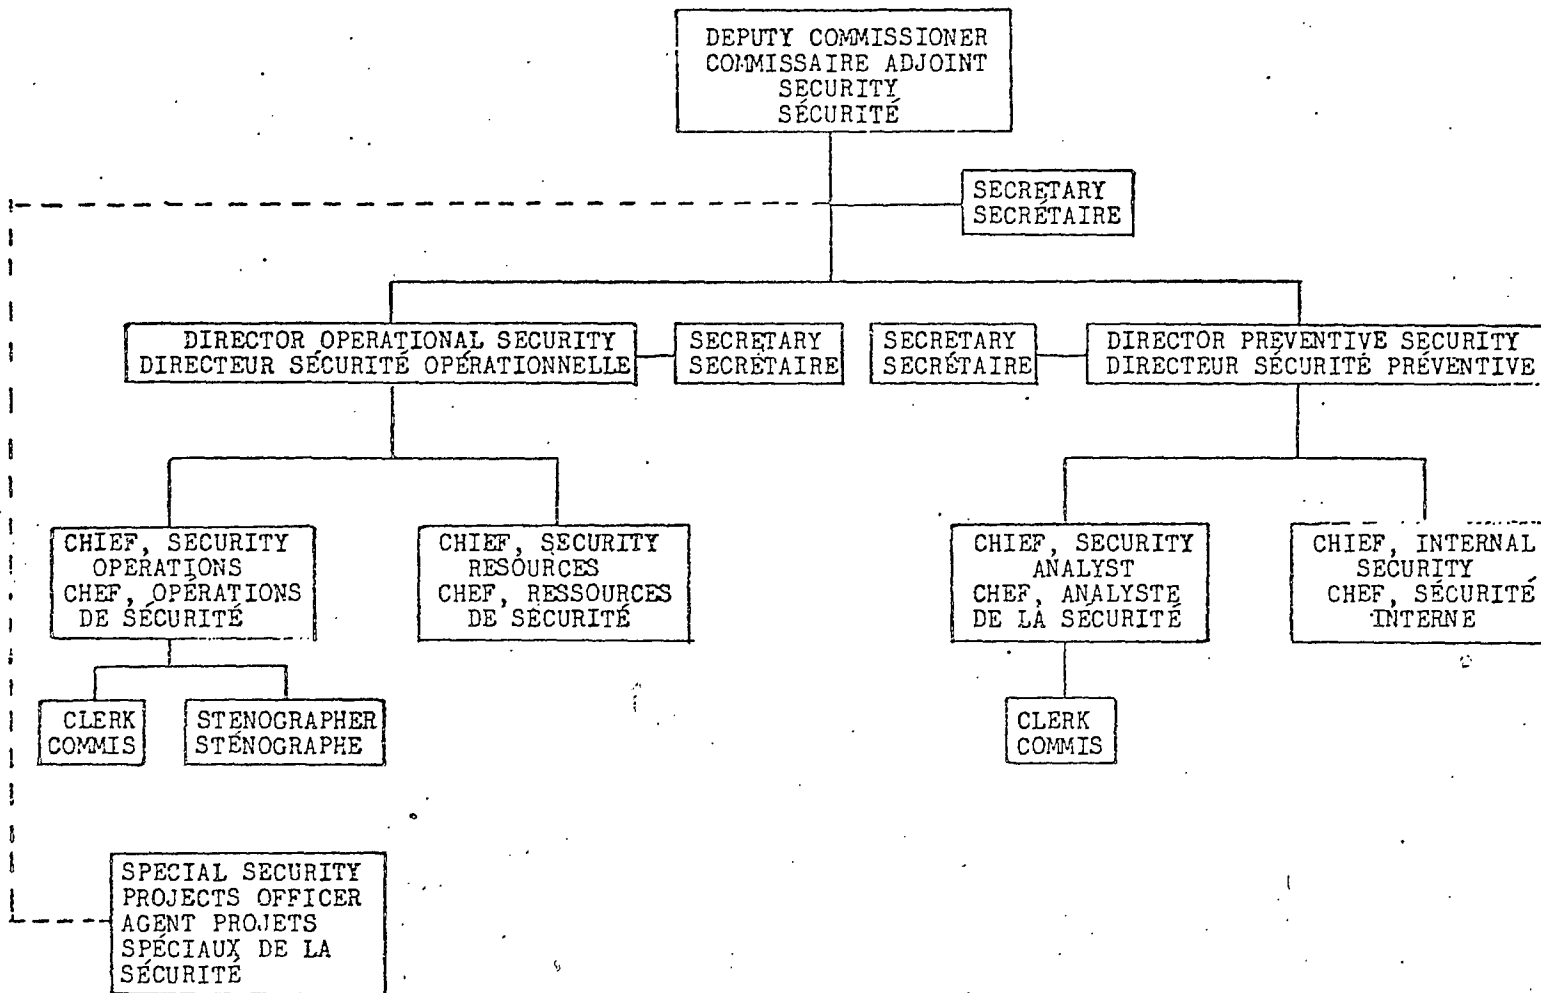 DEPUTY COMMISSIONER
COMMISSAIRE ADJOINT
SECURITY
SÉCURITÉ
SECRETARY
SECRÉTAIRE
DIRECTOR OPERATIONAL SECURITY
DIRECTEUR SÉCURITÉ OPÉRATIONNELLE
SECRETARY
SECRÉTAIRE
SECRETARY
SECRÉTAIRE
DIRECTOR PREVENTIVE SECURITY
DIRECTEUR SÉCURITÉ PRÉVENTIVE
CHIEF, SECURITY
OPERATIONS
CHEF, OPÉRATIONS
DE SÉCURITÉ
CHIEF, SECURITY
RESOURCES
CHEF, RESSOURCES
DE SÉCURITÉ
CHIEF, SECURITY
ANALYST
CHEF, ANALYSTE
DE LA SÉCURITÉ
CHIEF, INTERNAL
SECURITY
CHEF, SÉCURITÉ
INTERNE
CLERK
COMMIS
STENOGRAPHER
STÉNOGRAPHE
CLERK
COMMIS
SPECIAL SECURITY
PROJECTS OFFICER
AGENT PROJETS
SPÉCIAUX DE LA
SÉCURITÉ